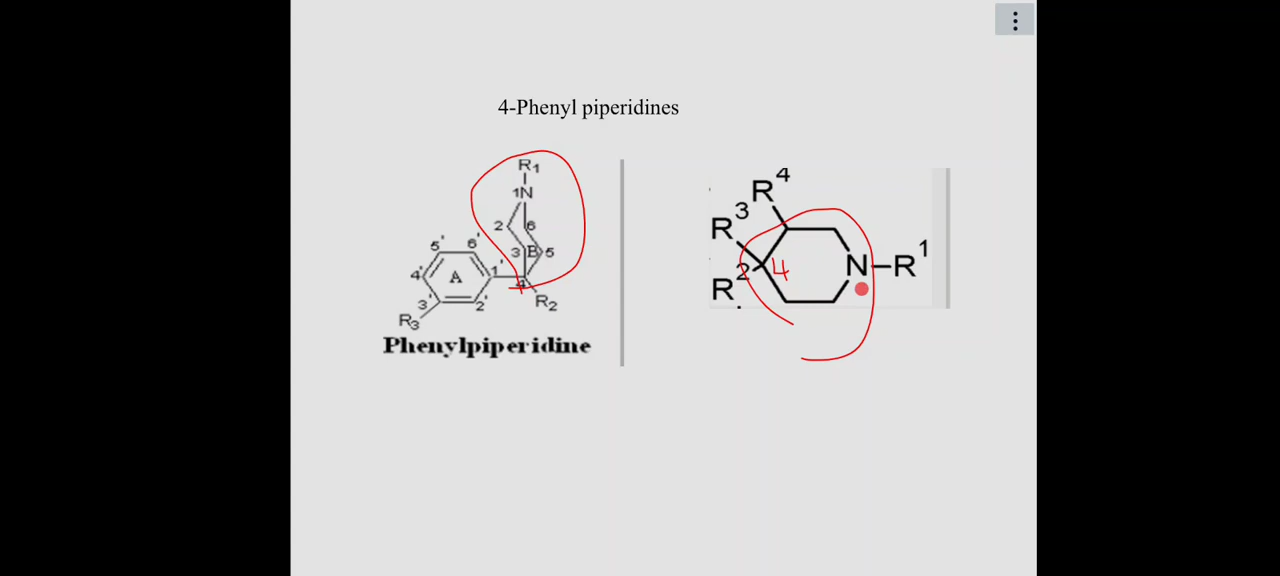 4-Phenyl piperidines
R1
1N
2 6
3 B 5
5' 6'
4' A 1' 4
3' 2' R2
R3
Phenylpiperidine
R4
R3
4 N R1
R2